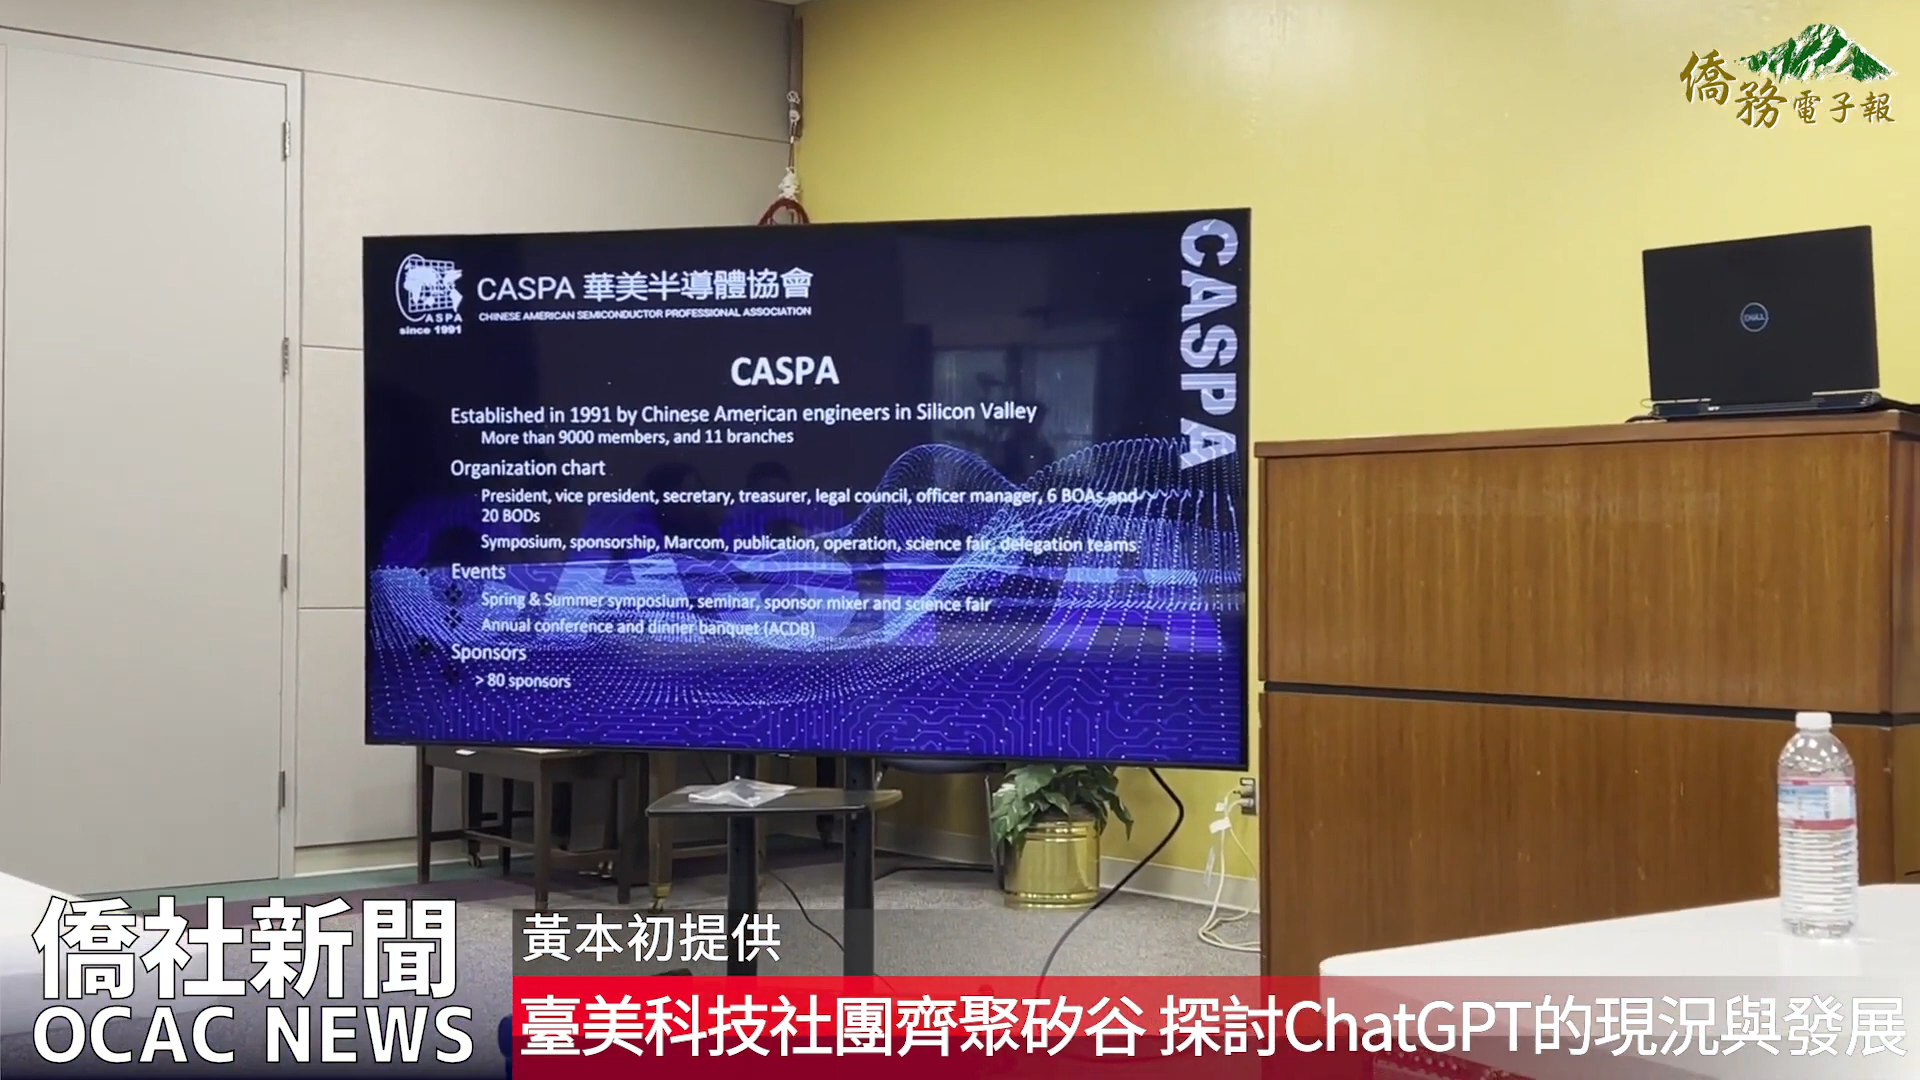 僑務電子報
CASPA
since 1991
CASPA 華美半導體協會
CHINESE AMERICAN SEMICONDUCTOR PROFESSIONAL ASSOCIATION
CASPA
CASPA
Established in 1991 by Chinese American engineers in Silicon Valley
More than 9000 members, and 11 branches
Organization chart
President, vice president, secretary, treasurer, legal council, officer manager, 6 BOAs and
20 BODs
Symposium, sponsorship, Marcom, publication, operation, science fair, delegation teams
Events
Spring & Summer symposium, seminar, sponsor mixer and science fair
Annual conference and dinner banquet (ACDB)
Sponsors
> 80 sponsors
CASPA
DELL
僑社新聞
OCAC NEWS
黃本初提供
臺美科技社團齊聚矽谷 探討ChatGPT的現況與發展